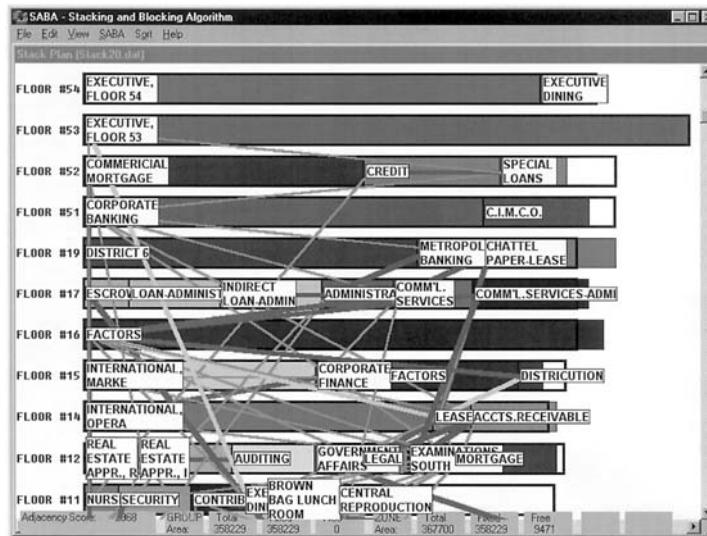 SABA - Stacking and Blocking Algorithm
File Edit View SABA Sort Help
Stack Plan (Stack20.dat)
FLOOR #54
EXECUTIVE,
FLOOR 54
EXECUTIVE
DINING
FLOOR #53
EXECUTIVE,
FLOOR 53
FLOOR #52
COMMERICIAL
MORTGAGE
CREDIT
SPECIAL
LOANS
FLOOR #51
CORPORATE
BANKING
C.I.M.C.O.
FLOOR #19
DISTRICT 6
METROPOL
BANKING
CHATTEL
PAPER-LEASE
FLOOR #17
ESCROW
LOAN-ADMINIST
INDIRECT
LOAN-ADMIN
ADMINISTRA
COMM'L.
SERVICES
COMM'L.SERVICES-ADMI
FLOOR #16
FACTORS
FLOOR #15
INTERNATIONAL,
MARKE
CORPORATE
FINANCE
FACTORS
DISTRICUTION
FLOOR #14
INTERNATIONAL,
OPERA
LEASE
ACCTS.RECEIVABLE
FLOOR #12
REAL
ESTATE
APPR., R
REAL
ESTATE
APPR., I
AUDITING
GOVERNMENT
AFFAIRS
LEGAL
EXAMINATIONS
SOUTH
MORTGAGE
FLOOR #11
NURS
SECURITY
CONTRIB
EXE
DIN
BROWN
BAG LUNCH
ROOM
CENTRAL
REPRODUCTION
Adjacency Score: GROUP Total Free ZONE Total Fixed Free
Area: 358229 358229 0 Area: 367700 358229 9471